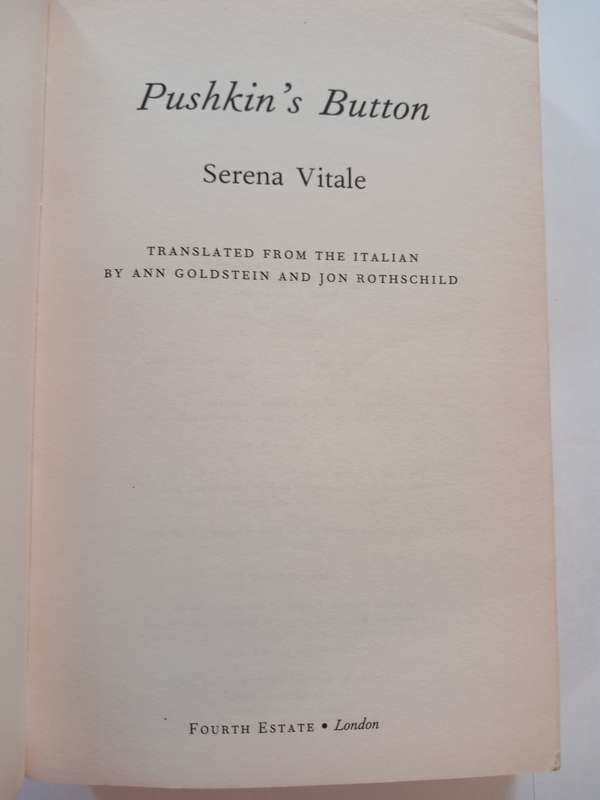 Pushkin's Button
Serena Vitale
TRANSLATED FROM THE ITALIAN
BY ANN GOLDSTEIN AND JON ROTHSCHILD
FOURTH ESTATE • London